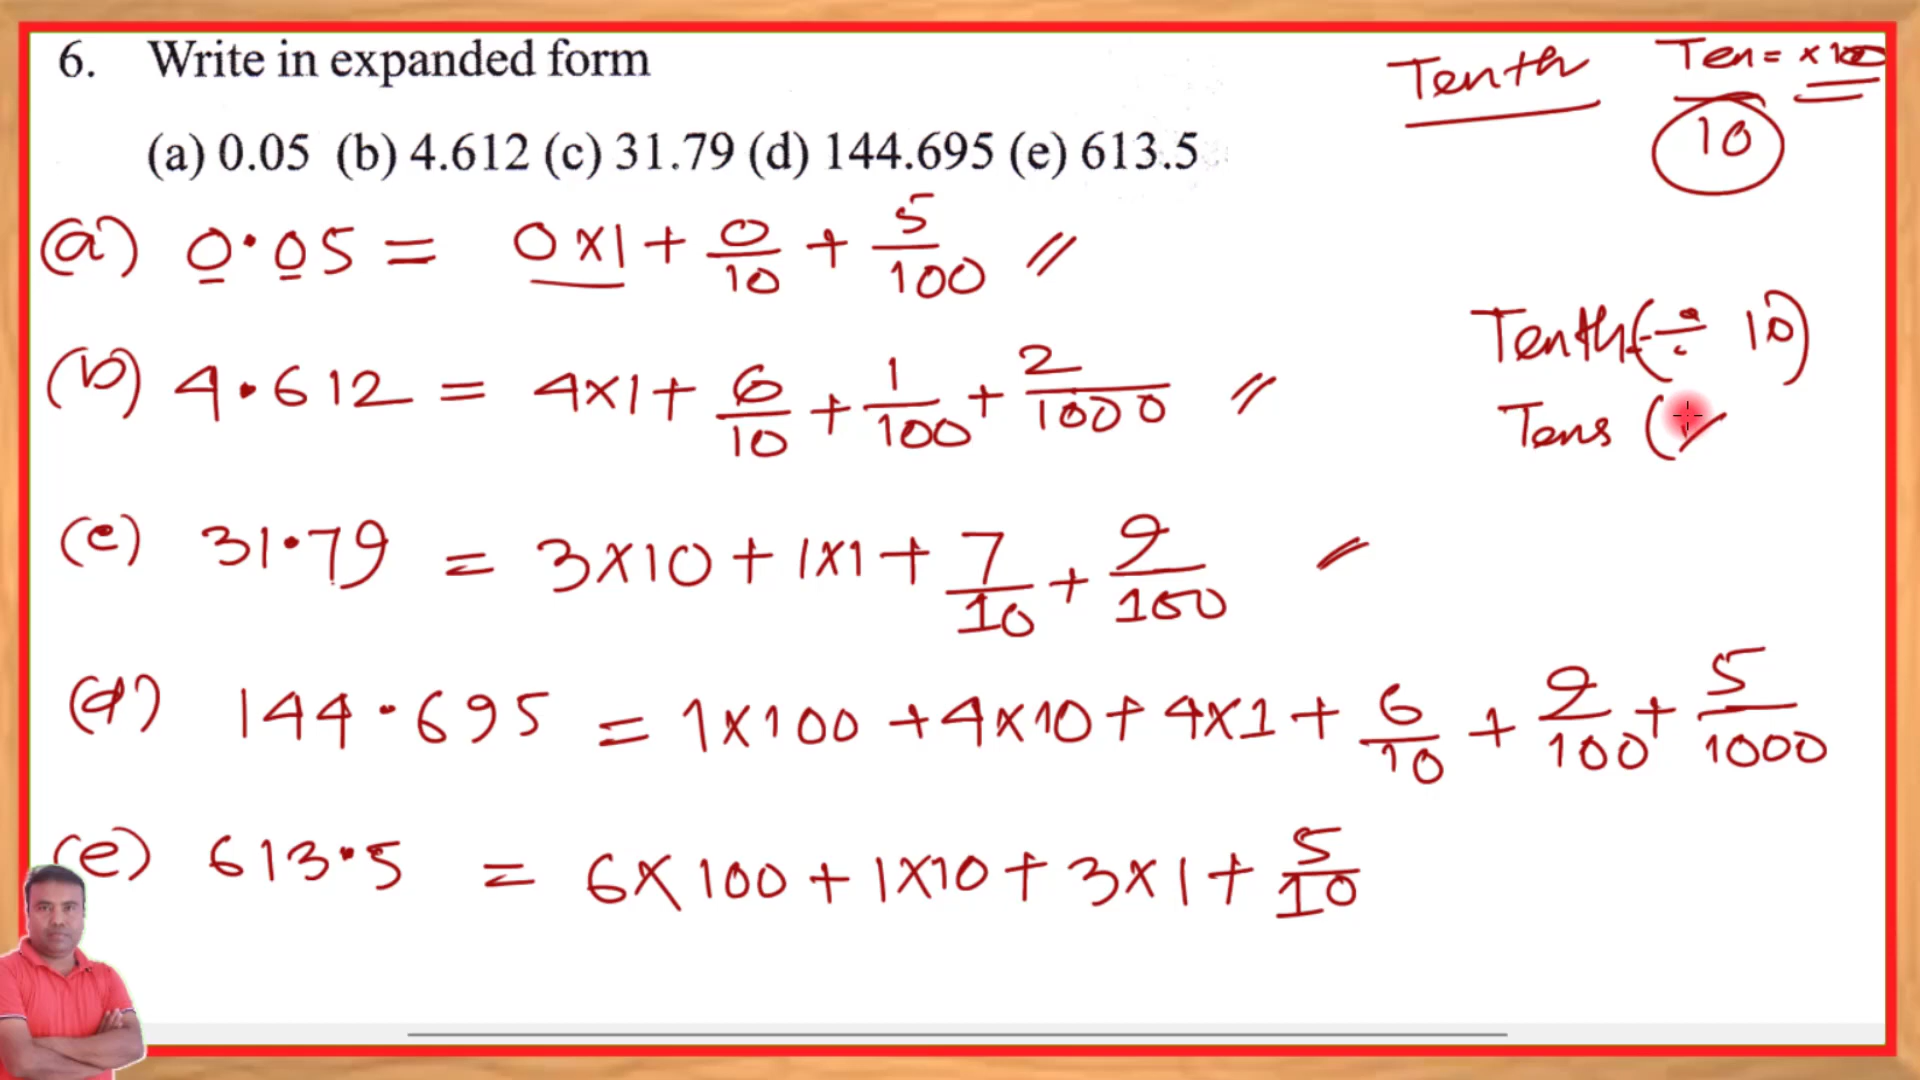 6. Write in expanded form
(a) 0.05 (b) 4.612 (c) 31.79 (d) 144.695 (e) 613.5
Tenth
Ten = × 10
10
(a) 0.05 = 0×1 + 0/10 + 5/100 //
(b) 4.612 = 4×1 + 6/10 + 1/100 + 2/1000 //
Tenth (÷ 10)
Tens (
(c) 31.79 = 3×10 + 1×1 + 7/10 + 9/100
(d) 144.695 = 1×100 + 4×10 + 4×1 + 6/10 + 9/100 + 5/1000
(e) 613.5 = 6×100 + 1×10 + 3×1 + 5/10